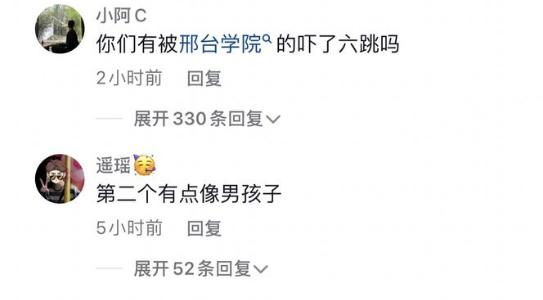 小阿C
你们有被邢台学院的吓了六跳吗
2小时前 回复
展开330条回复
遥瑶🥳
第二个有点像男孩子
5小时前 回复
展开52条回复